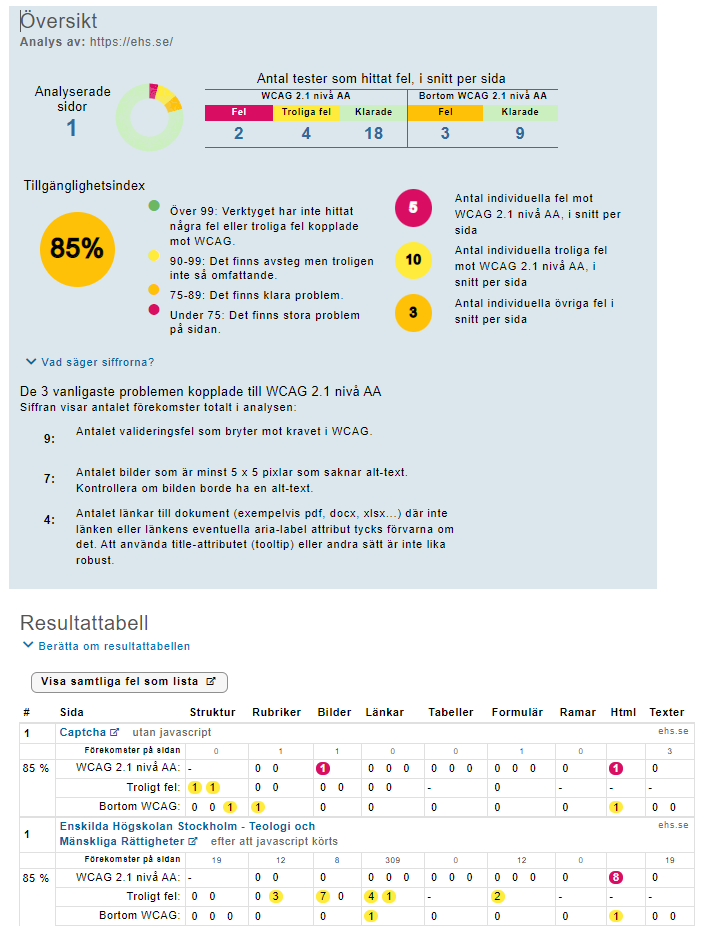 Översikt
Analys av: https://ehs.se/
Analyserade
sidor
1
Antal tester som hittat fel, i snitt per sida
WCAG 2.1 nivå AA Bortom WCAG 2.1 nivå AA
Fel Troliga fel Klarade Fel Klarade
2 4 18 3 9
Tillgänglighetsindex
85%
Över 99: Verktyget har inte hittat
några fel eller troliga fel kopplade
mot WCAG.
90-99: Det finns avsteg men troligen
inte så omfattande.
75-89: Det finns klara problem.
Under 75: Det finns stora problem
på sidan.
5
Antal individuella fel mot
WCAG 2.1 nivå AA, i snitt per
sida
10
Antal individuella troliga fel
mot WCAG 2.1 nivå AA, i
snitt per sida
3
Antal individuella övriga fel i
snitt per sida
Vad säger siffrorna?
De 3 vanligaste problemen kopplade till WCAG 2.1 nivå AA
Siffran visar antalet förekomster totalt i analysen:
9: Antalet valideringsfel som bryter mot kravet i WCAG.
7: Antalet bilder som är minst 5 x 5 pixlar som saknar alt-text.
Kontrollera om bilden borde ha en alt-text.
4: Antalet länkar till dokument (exempelvis pdf, docx, xlsx...) där inte
länken eller länkens eventuella aria-label attribut tycks förvarna om
det. Att använda title-attributet (tooltip) eller andra sätt är inte lika
robust.
Resultattabell
Berätta om resultattabellen
Visa samtliga fel som lista
# Sida Struktur Rubriker Bilder Länkar Tabeller Formulär Ramar Html Texter
1 Captcha utan javascript ehs.se
Förekomster på sidan 0 1 1 0 0 1 0 3
85 % WCAG 2.1 nivå AA: - 0 0 1 0 0 0 0 0 0 0 0 0 0 1 0
Troligt fel: 1 1 0 0 0 0 0 0 - 0 - - -
Bortom WCAG: 0 0 1 1 0 0 0 0 0 1 0 0
1 Enskilda Högskolan Stockholm - Teologi och
Mänskliga Rättigheter efter att javascript körts ehs.se
Förekomster på sidan 19 12 8 309 0 12 0 19
85 % WCAG 2.1 nivå AA: - 0 0 0 0 0 0 0 0 0 0 0 0 0 8 0
Troligt fel: 0 0 0 3 7 0 4 1 - 2 - - -
Bortom WCAG: 0 0 0 0 0 1 0 0 0 1 0 0